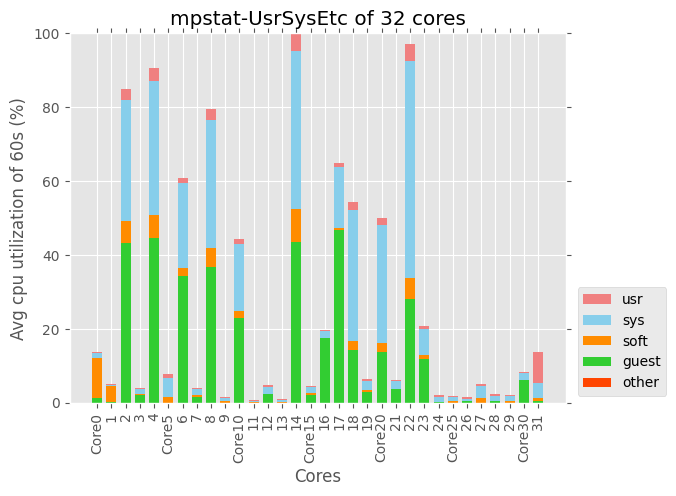 mpstat-UsrSysEtc of 32 cores
Avg cpu utilization of 60s (%)
100
80
60
40
20
0
Core0
1
2
3
4
Core5
6
7
8
9
Core10
11
12
13
14
Core15
16
17
18
19
Core20
21
22
23
24
Core25
26
27
28
29
Core30
31
Cores
usr
sys
soft
guest
other